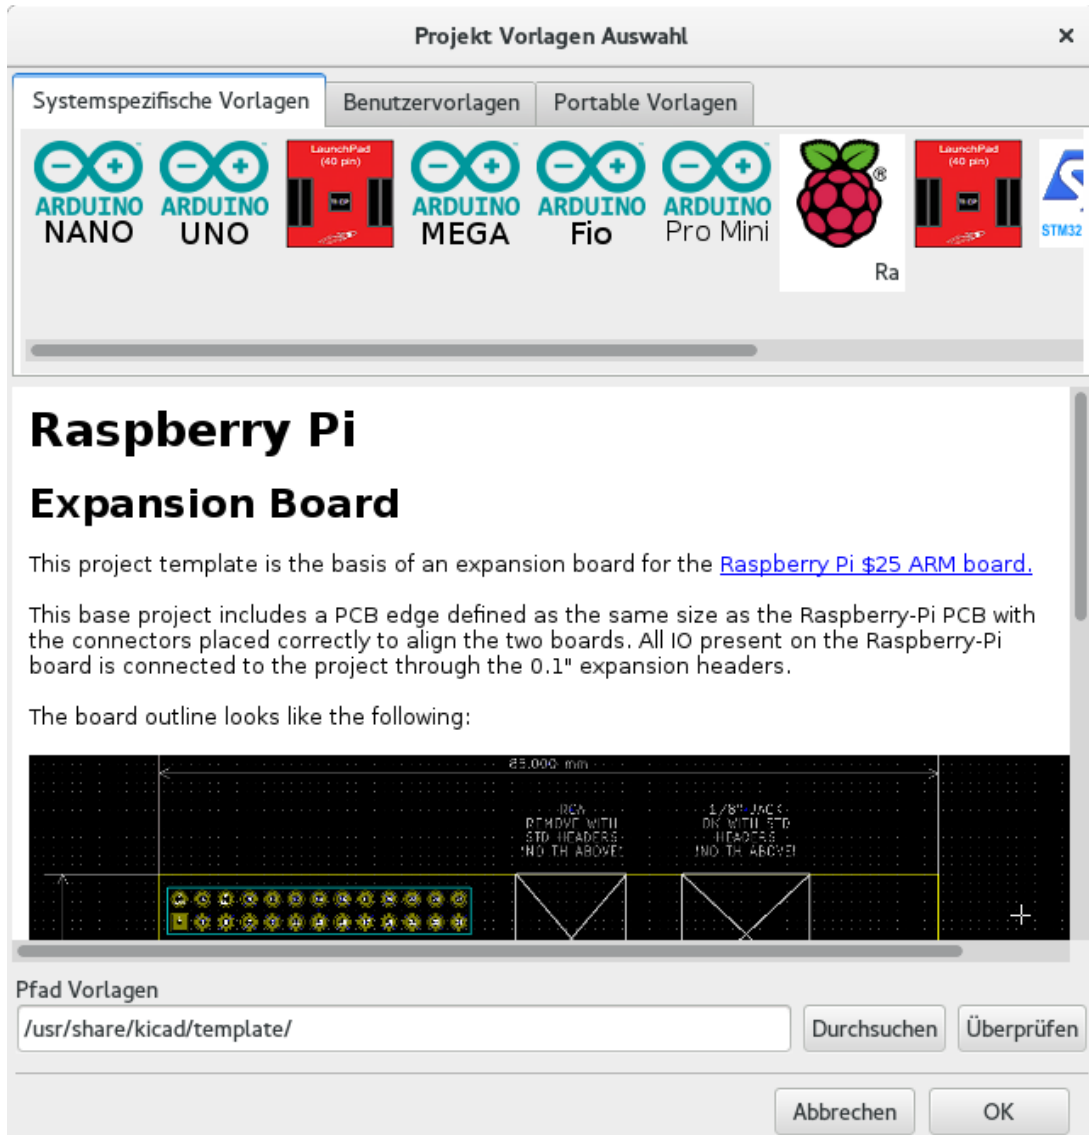 Projekt Vorlagen Auswahl
Systemspezifische Vorlagen
Benutzervorlagen
Portable Vorlagen
ARDUINO
NANO
ARDUINO
UNO
LaunchPad
(40 pin)
ARDUINO
MEGA
ARDUINO
Fio
ARDUINO
Pro Mini
®
Ra
LaunchPad
(40 pin)
STM32
Raspberry Pi
Expansion Board
This project template is the basis of an expansion board for the Raspberry Pi $25 ARM board.
This base project includes a PCB edge defined as the same size as the Raspberry-Pi PCB with
the connectors placed correctly to align the two boards. All IO present on the Raspberry-Pi
board is connected to the project through the 0.1" expansion headers.
The board outline looks like the following:
85.000 mm
RCA
REMOVE WITH
STD HEADERS
!NO TH ABOVE!
1/8" JACK
OK WITH STD
HEADERS
!NO TH ABOVE!
Pfad Vorlagen
/usr/share/kicad/template/
Durchsuchen
Überprüfen
Abbrechen
OK